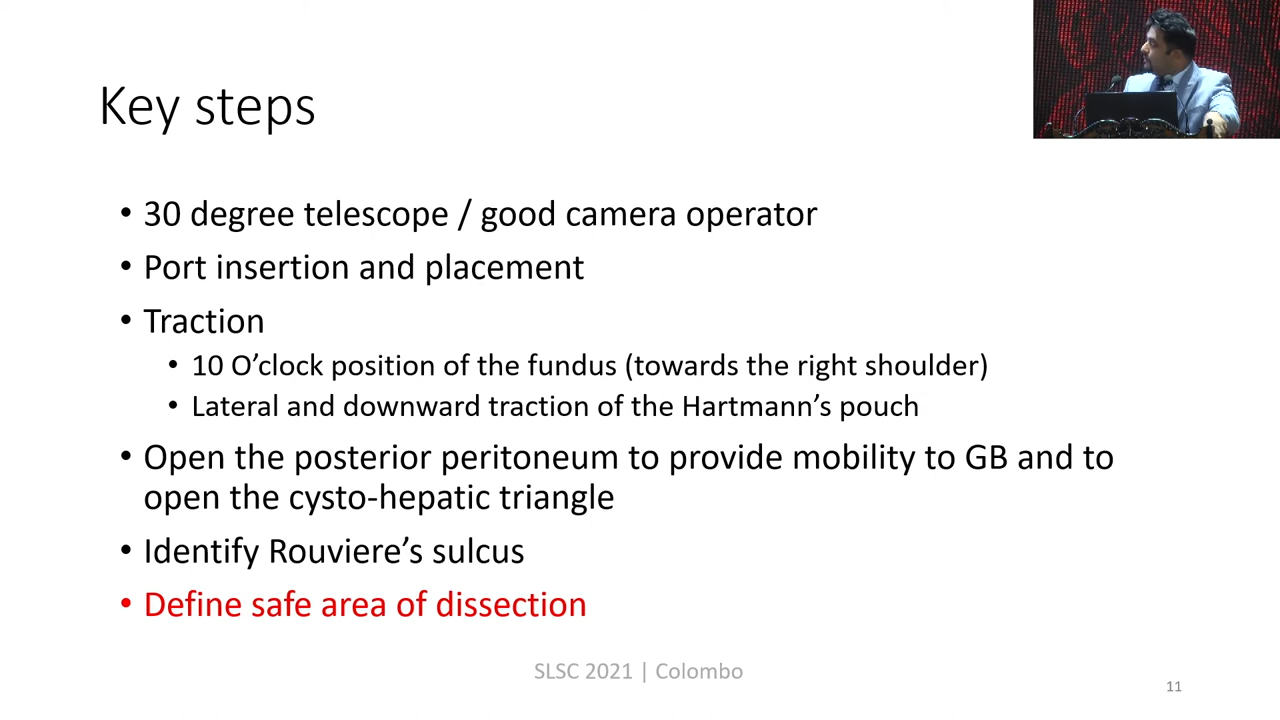 Key steps
• 30 degree telescope / good camera operator
• Port insertion and placement
• Traction
• 10 O’clock position of the fundus (towards the right shoulder)
• Lateral and downward traction of the Hartmann’s pouch
• Open the posterior peritoneum to provide mobility to GB and to
open the cysto-hepatic triangle
• Identify Rouviere’s sulcus
• Define safe area of dissection
SLSC 2021 | Colombo
11